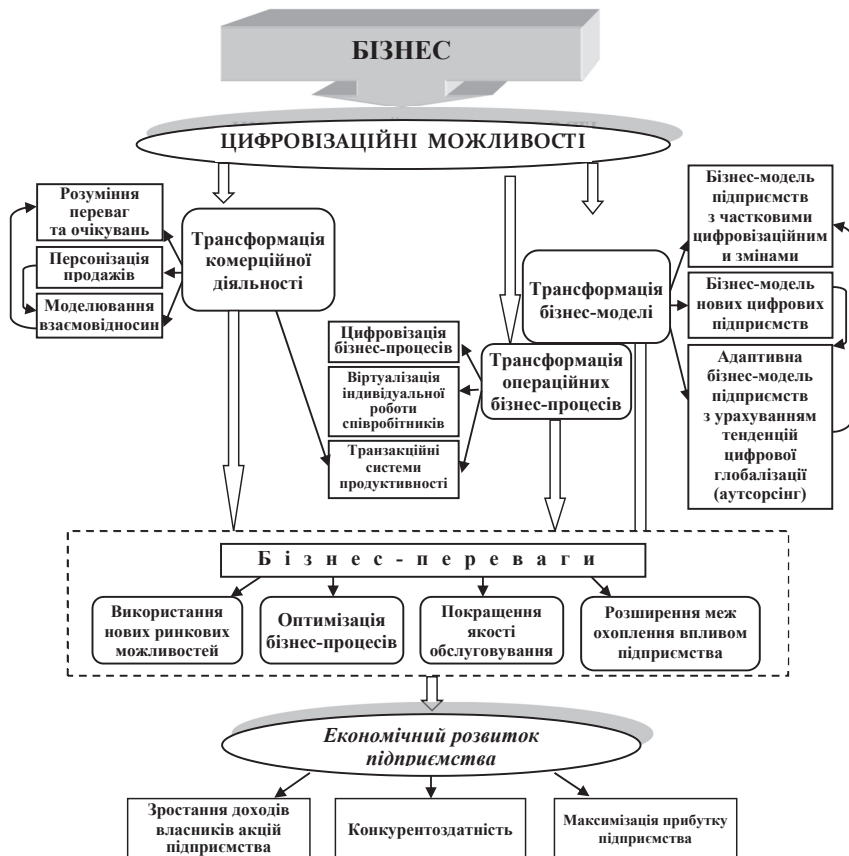 БІЗНЕС
ЦИФРОВІЗАЦІЙНІ МОЖЛИВОСТІ
Розуміння
переваг
та очікувань
Персонізація
продажів
Моделювання
взаємовідносин
Трансформація
комерційної
діяльності
Цифровізація
бізнес-процесів
Віртуалізація
індивідуальної
роботи
співробітників
Транзакційні
системи
продуктивності
Трансформація
операційних
бізнес-процесів
Трансформація
бізнес-моделі
Бізнес-модель
підприємств
з частковими
цифровізаційним
и змінами
Бізнес-модель
нових цифрових
підприємств
Адаптивна
бізнес-модель
підприємств
з урахуванням
тенденцій
цифрової
глобалізації
(аутсорсінг)
Бізнес-переваги
Використання
нових ринкових
можливостей
Оптимізація
бізнес-процесів
Покращення
якості
обслуговування
Розширення меж
охоплення впливом
підприємства
Економічний розвиток
підприємства
Зростання доходів
власників акцій
підприємства
Конкурентоздатність
Максимізація прибутку
підприємства